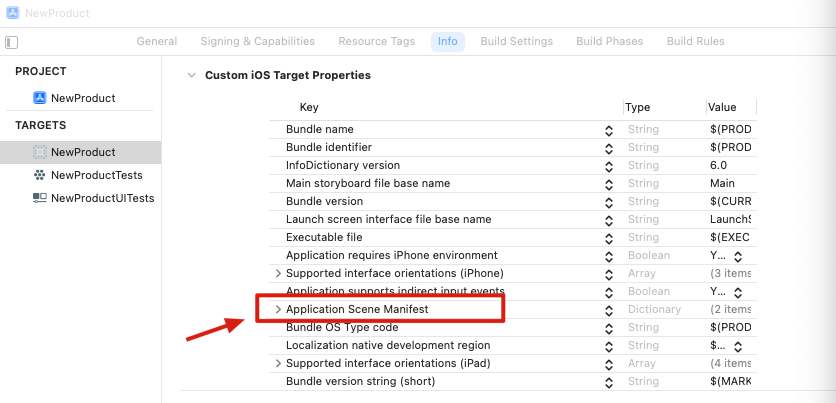 NewProduct
General Signing & Capabilities Resource Tags Info Build Settings Build Phases Build Rules
PROJECT
NewProduct
TARGETS
NewProduct
NewProductTests
NewProductUITests
Custom iOS Target Properties
Key Type Value
Bundle name String $(PROD
Bundle identifier String $(PROD
InfoDictionary version String 6.0
Main storyboard file base name String Main
Bundle version String $(CURR
Launch screen interface file base name String LaunchS
Executable file String $(EXEC
Application requires iPhone environment Boolean Y...
Supported interface orientations (iPhone) Array (3 items
Application supports indirect input events Boolean Y...
Application Scene Manifest Dictionary (2 items
Bundle OS Type code String $(PROD
Localization native development region String $...
Supported interface orientations (iPad) Array (4 items
Bundle version string (short) String $(MARK